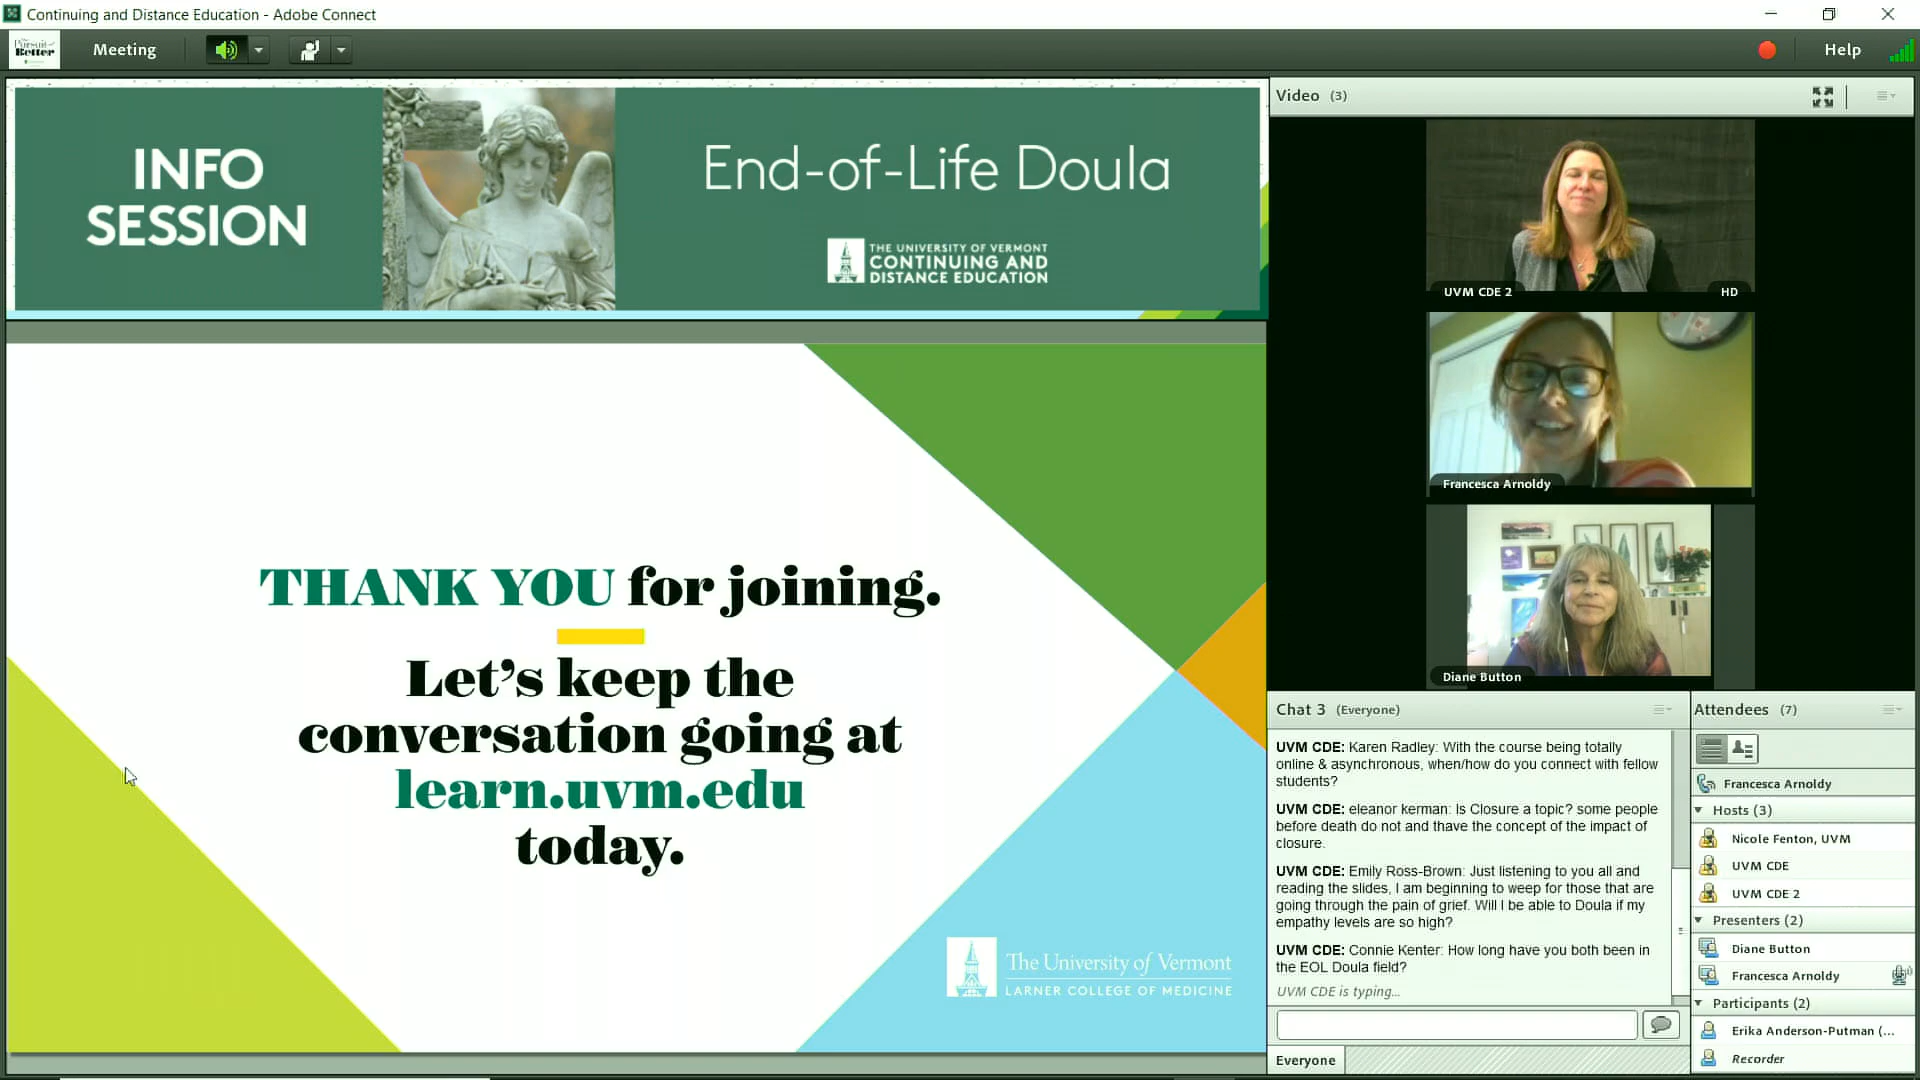 Continuing and Distance Education - Adobe Connect
Pursuit of
Better
Meeting
Help
INFO
SESSION
End-of-Life Doula
THE UNIVERSITY OF VERMONT
CONTINUING AND
DISTANCE EDUCATION
THANK YOU for joining.
Let's keep the
conversation going at
learn.uvm.edu
today.
The University of Vermont
LARNER COLLEGE OF MEDICINE
Video (3)
UVM CDE 2
HD
Francesca Arnoldy
Diane Button
Chat 3 (Everyone)
UVM CDE: Karen Radley: With the course being totally
online & asynchronous, when/how do you connect with fellow
students?
UVM CDE: eleanor kerman: Is Closure a topic? some people
before death do not and thave the concept of the impact of
closure.
UVM CDE: Emily Ross-Brown: Just listening to you all and
reading the slides, I am beginning to weep for those that are
going through the pain of grief. Will I be able to Doula if my
empathy levels are so high?
UVM CDE: Connie Kenter: How long have you both been in
the EOL Doula field?
UVM CDE is typing...
Everyone
Attendees (7)
Francesca Arnoldy
Hosts (3)
Nicole Fenton, UVM
UVM CDE
UVM CDE 2
Presenters (2)
Diane Button
Francesca Arnoldy
Participants (2)
Erika Anderson-Putman (...
Recorder